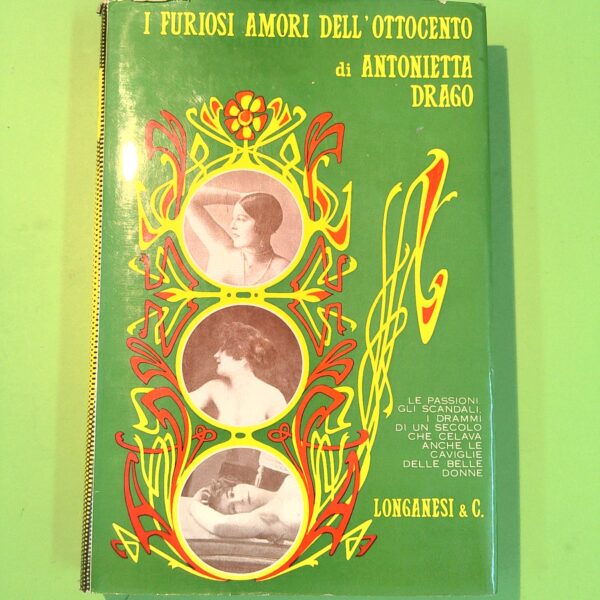 I FURIOSI AMORI DELL'OTTOCENTO
di ANTONIETTA
DRAGO
LE PASSIONI,
GLI SCANDALI,
I DRAMMI
DI UN SECOLO
CHE CELAVA
ANCHE LE
CAVIGLIE
DELLE BELLE
DONNE
LONGANESI & C.